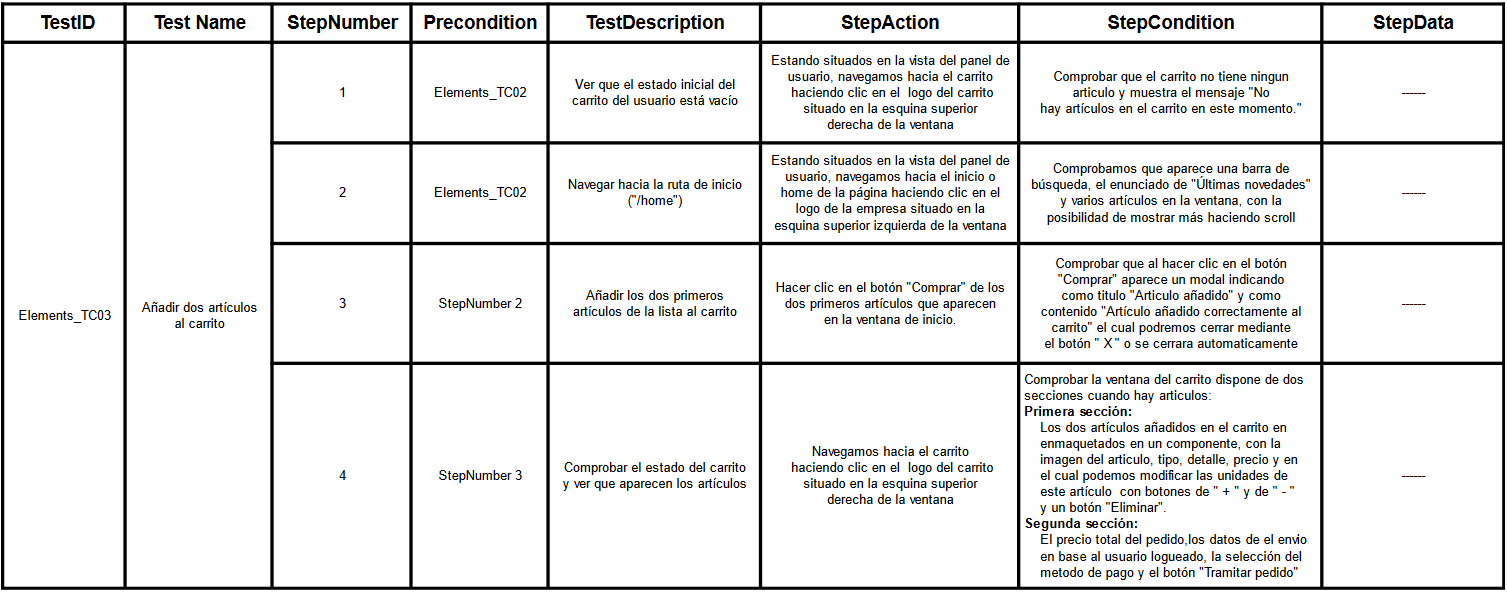 TestID
Test Name
StepNumber
Precondition
TestDescription
StepAction
StepCondition
StepData
Elements_TC03
Añadir dos artículos
al carrito
1
Elements_TC02
Ver que el estado inicial del
carrito del usuario está vacío
Estando situados en la vista del panel de
usuario, navegamos hacia el carrito
haciendo clic en el logo del carrito
situado en la esquina superior
derecha de la ventana
Comprobar que el carrito no tiene ningun
articulo y muestra el mensaje "No
hay artículos en el carrito en este momento."
------
2
Elements_TC02
Navegar hacia la ruta de inicio
("/home")
Estando situados en la vista del panel de
usuario, navegamos hacia el inicio o
home de la página haciendo clic en el
logo de la empresa situado en la
esquina superior izquierda de la ventana
Comprobamos que aparece una barra de
búsqueda, el enunciado de "Últimas novedades"
y varios artículos en la ventana, con la
posibilidad de mostrar más haciendo scroll
------
3
StepNumber 2
Añadir los dos primeros
artículos de la lista al carrito
Hacer clic en el botón "Comprar" de los
dos primeros artículos que aparecen
en la ventana de inicio.
Comprobar que al hacer clic en el botón
"Comprar" aparece un modal indicando
como titulo "Articulo añadido" y como
contenido "Artículo añadido correctamente al
carrito" el cual podremos cerrar mediante
el botón " X " o se cerrara automaticamente
------
4
StepNumber 3
Comprobar el estado del carrito
y ver que aparecen los artículos
Navegamos hacia el carrito
haciendo clic en el logo del carrito
situado en la esquina superior
derecha de la ventana
Comprobar la ventana del carrito dispone de dos
secciones cuando hay articulos:
Primera sección:
Los dos artículos añadidos en el carrito en
enmaquetados en un componente, con la
imagen del articulo, tipo, detalle, precio y en
el cual podemos modificar las unidades de
este artículo con botones de " + " y de " - "
y un botón "Eliminar".
Segunda sección:
El precio total del pedido,los datos de el envio
en base al usuario logueado, la selección del
metodo de pago y el botón "Tramitar pedido"
------